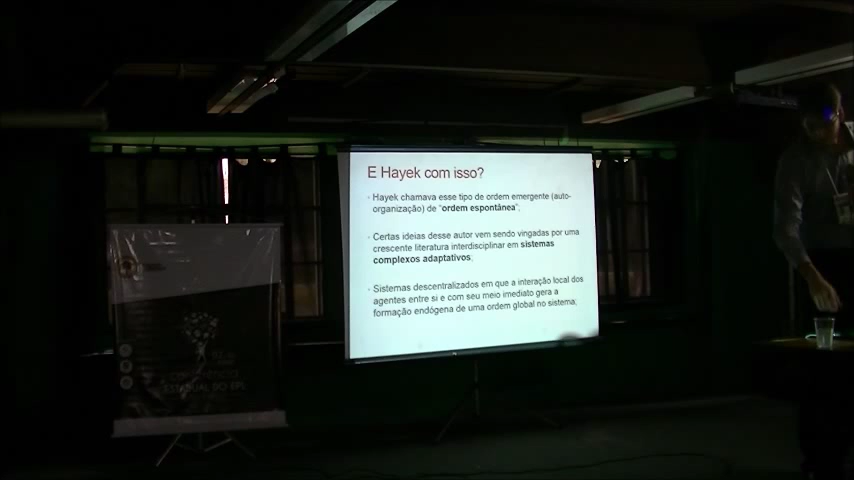 E Hayek com isso?
• Hayek chamava esse tipo de ordem emergente (auto-
organização) de “ordem espontânea”;
• Certas ideias desse autor vem sendo vingadas por uma
crescente literatura interdisciplinar em sistemas
complexos adaptativos;
• Sistemas descentralizados em que a interação local dos
agentes entre si e com seu meio imediato gera a
formação endógena de uma ordem global no sistema;
CONFERÊNCIA
ESTADUAL DO EPL